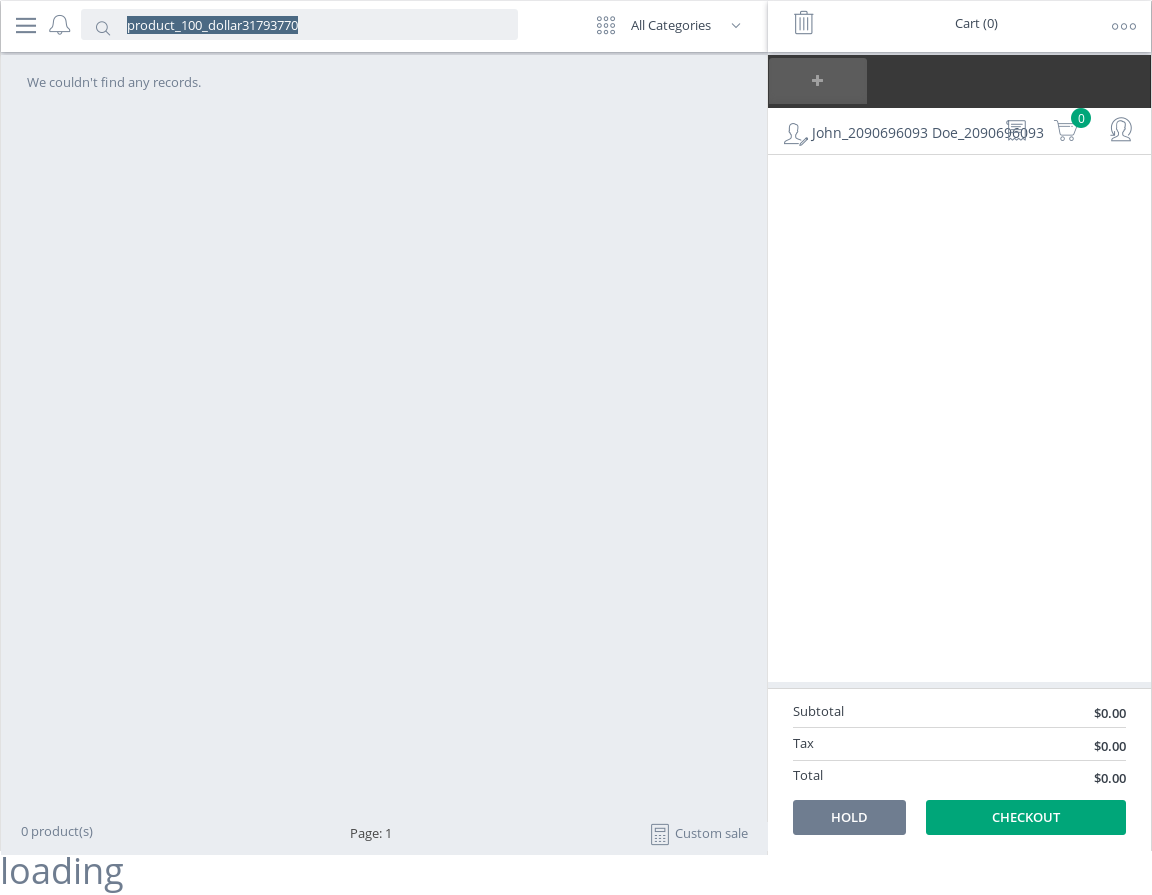 product_100_dollar31793770
All Categories
Cart (0)
We couldn't find any records.
John_2090696093 Doe_2090696093
0
Subtotal
$0.00
Tax
$0.00
Total
$0.00
HOLD
CHECKOUT
0 product(s)
Page: 1
Custom sale
loading